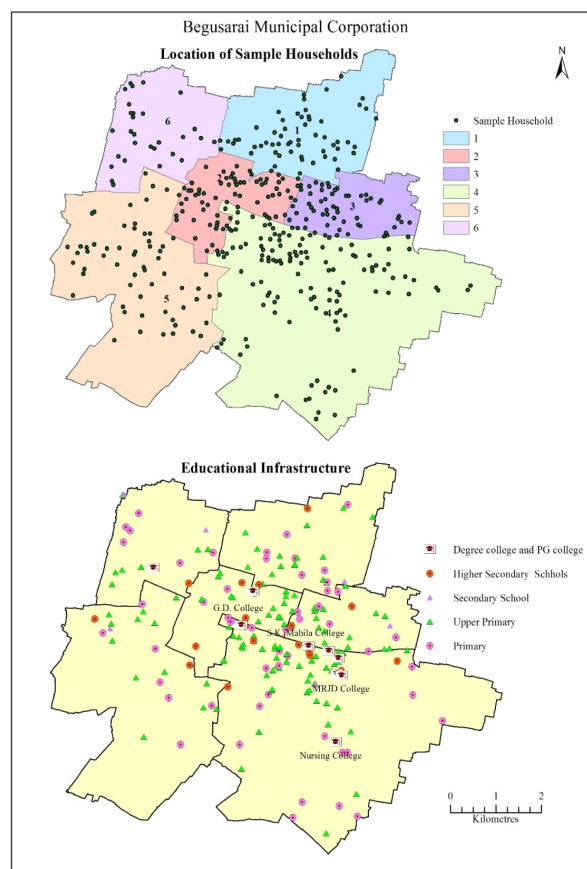 Begusarai Municipal Corporation
Location of Sample Households
N
Sample Household
1
2
3
4
5
6
6
1
2
3
5
4
Educational Infrastructure
Degree college and PG college
Higher Secondary Schhols
Secondary School
Upper Primary
Primary
G.D. College
S.K.Mahila College
MRJD College
Nursing College
0 1 2
Kilometres